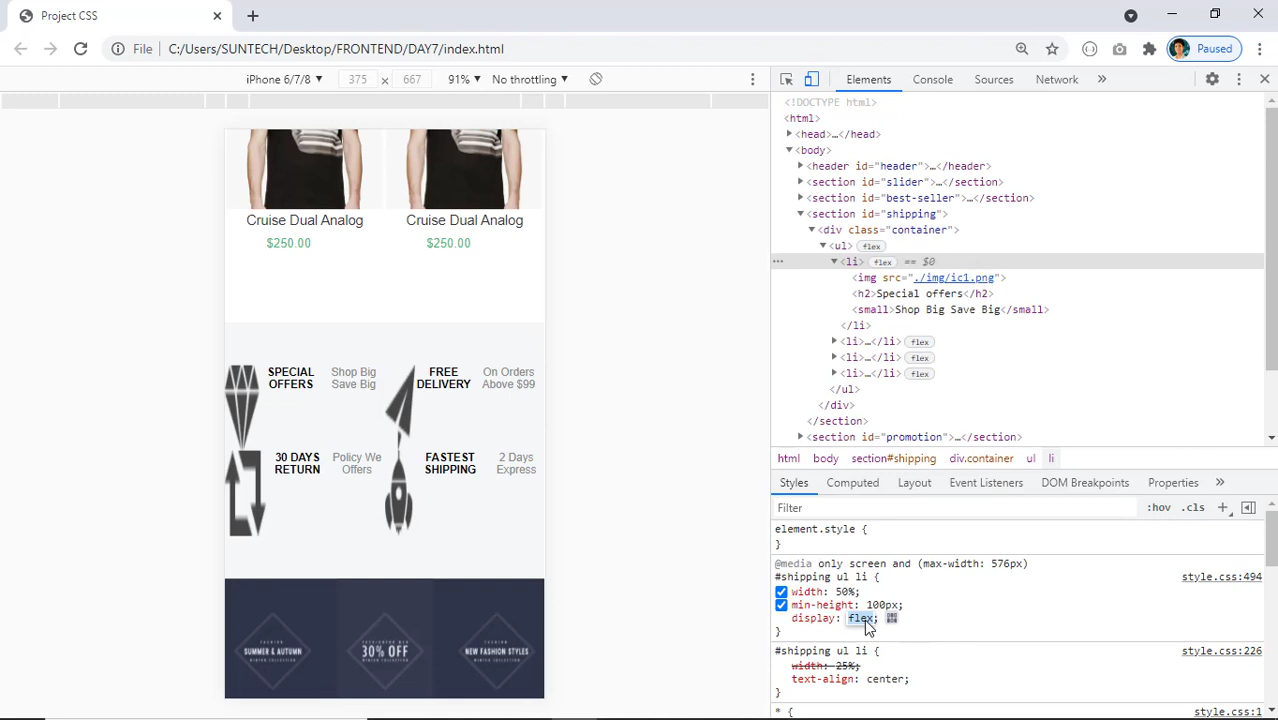 Project CSS
File C:/Users/SUNTECH/Desktop/FRONTEND/DAY7/index.html
Paused
iPhone 6/7/8 ▼ 375 × 667 91% ▼ No throttling ▼
Elements Console Sources Network »
Cruise Dual Analog Cruise Dual Analog
$250.00 $250.00
SPECIAL OFFERS
Shop Big
Save Big
FREE
DELIVERY
On Orders
Above $99
30 DAYS
RETURN
Policy We
Offers
FASTEST
SHIPPING
2 Days
Express
FASHION
SUMMER & AUTUMN
WINTER COLLECTION
30% OFF
WINTER COLLECTION
FASHION
NEW FASHION STYLES
WINTER COLLECTION
<!DOCTYPE html>
<html>
<head>…</head>
<body>
<header id="header">…</header>
<section id="slider">…</section>
<section id="best-seller">…</section>
<section id="shipping">
<div class="container">
<ul> flex
… <li> flex == $0
<img src="./img/ic1.png">
<h2>Special offers</h2>
<small>Shop Big Save Big</small>
</li>
<li>…</li> flex
<li>…</li> flex
<li>…</li> flex
</ul>
</div>
</section>
<section id="promotion">…</section>
html body section#shipping div.container ul li
Styles Computed Layout Event Listeners DOM Breakpoints Properties »
Filter :hov .cls +
element.style {
}
@media only screen and (max-width: 576px)
#shipping ul li { style.css:494
width: 50%;
min-height: 100px;
display: flex;
}
#shipping ul li { style.css:226
width: 25%;
text-align: center;
}
* { style.css:1